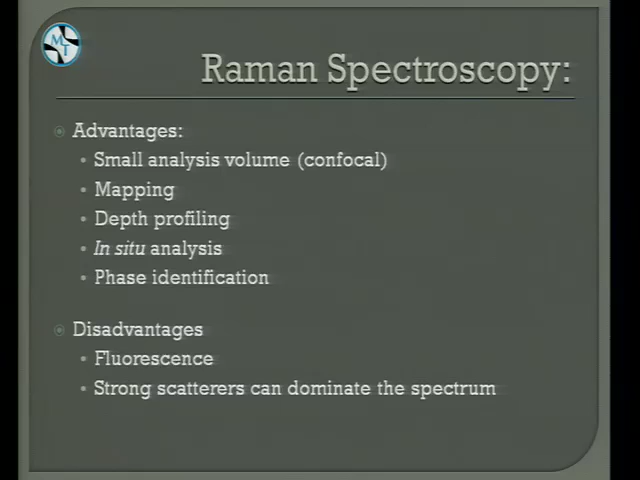 MT
Raman Spectroscopy:
Advantages:
Small analysis volume (confocal)
Mapping
Depth profiling
In situ analysis
Phase identification
Disadvantages
Fluorescence
Strong scatterers can dominate the spectrum